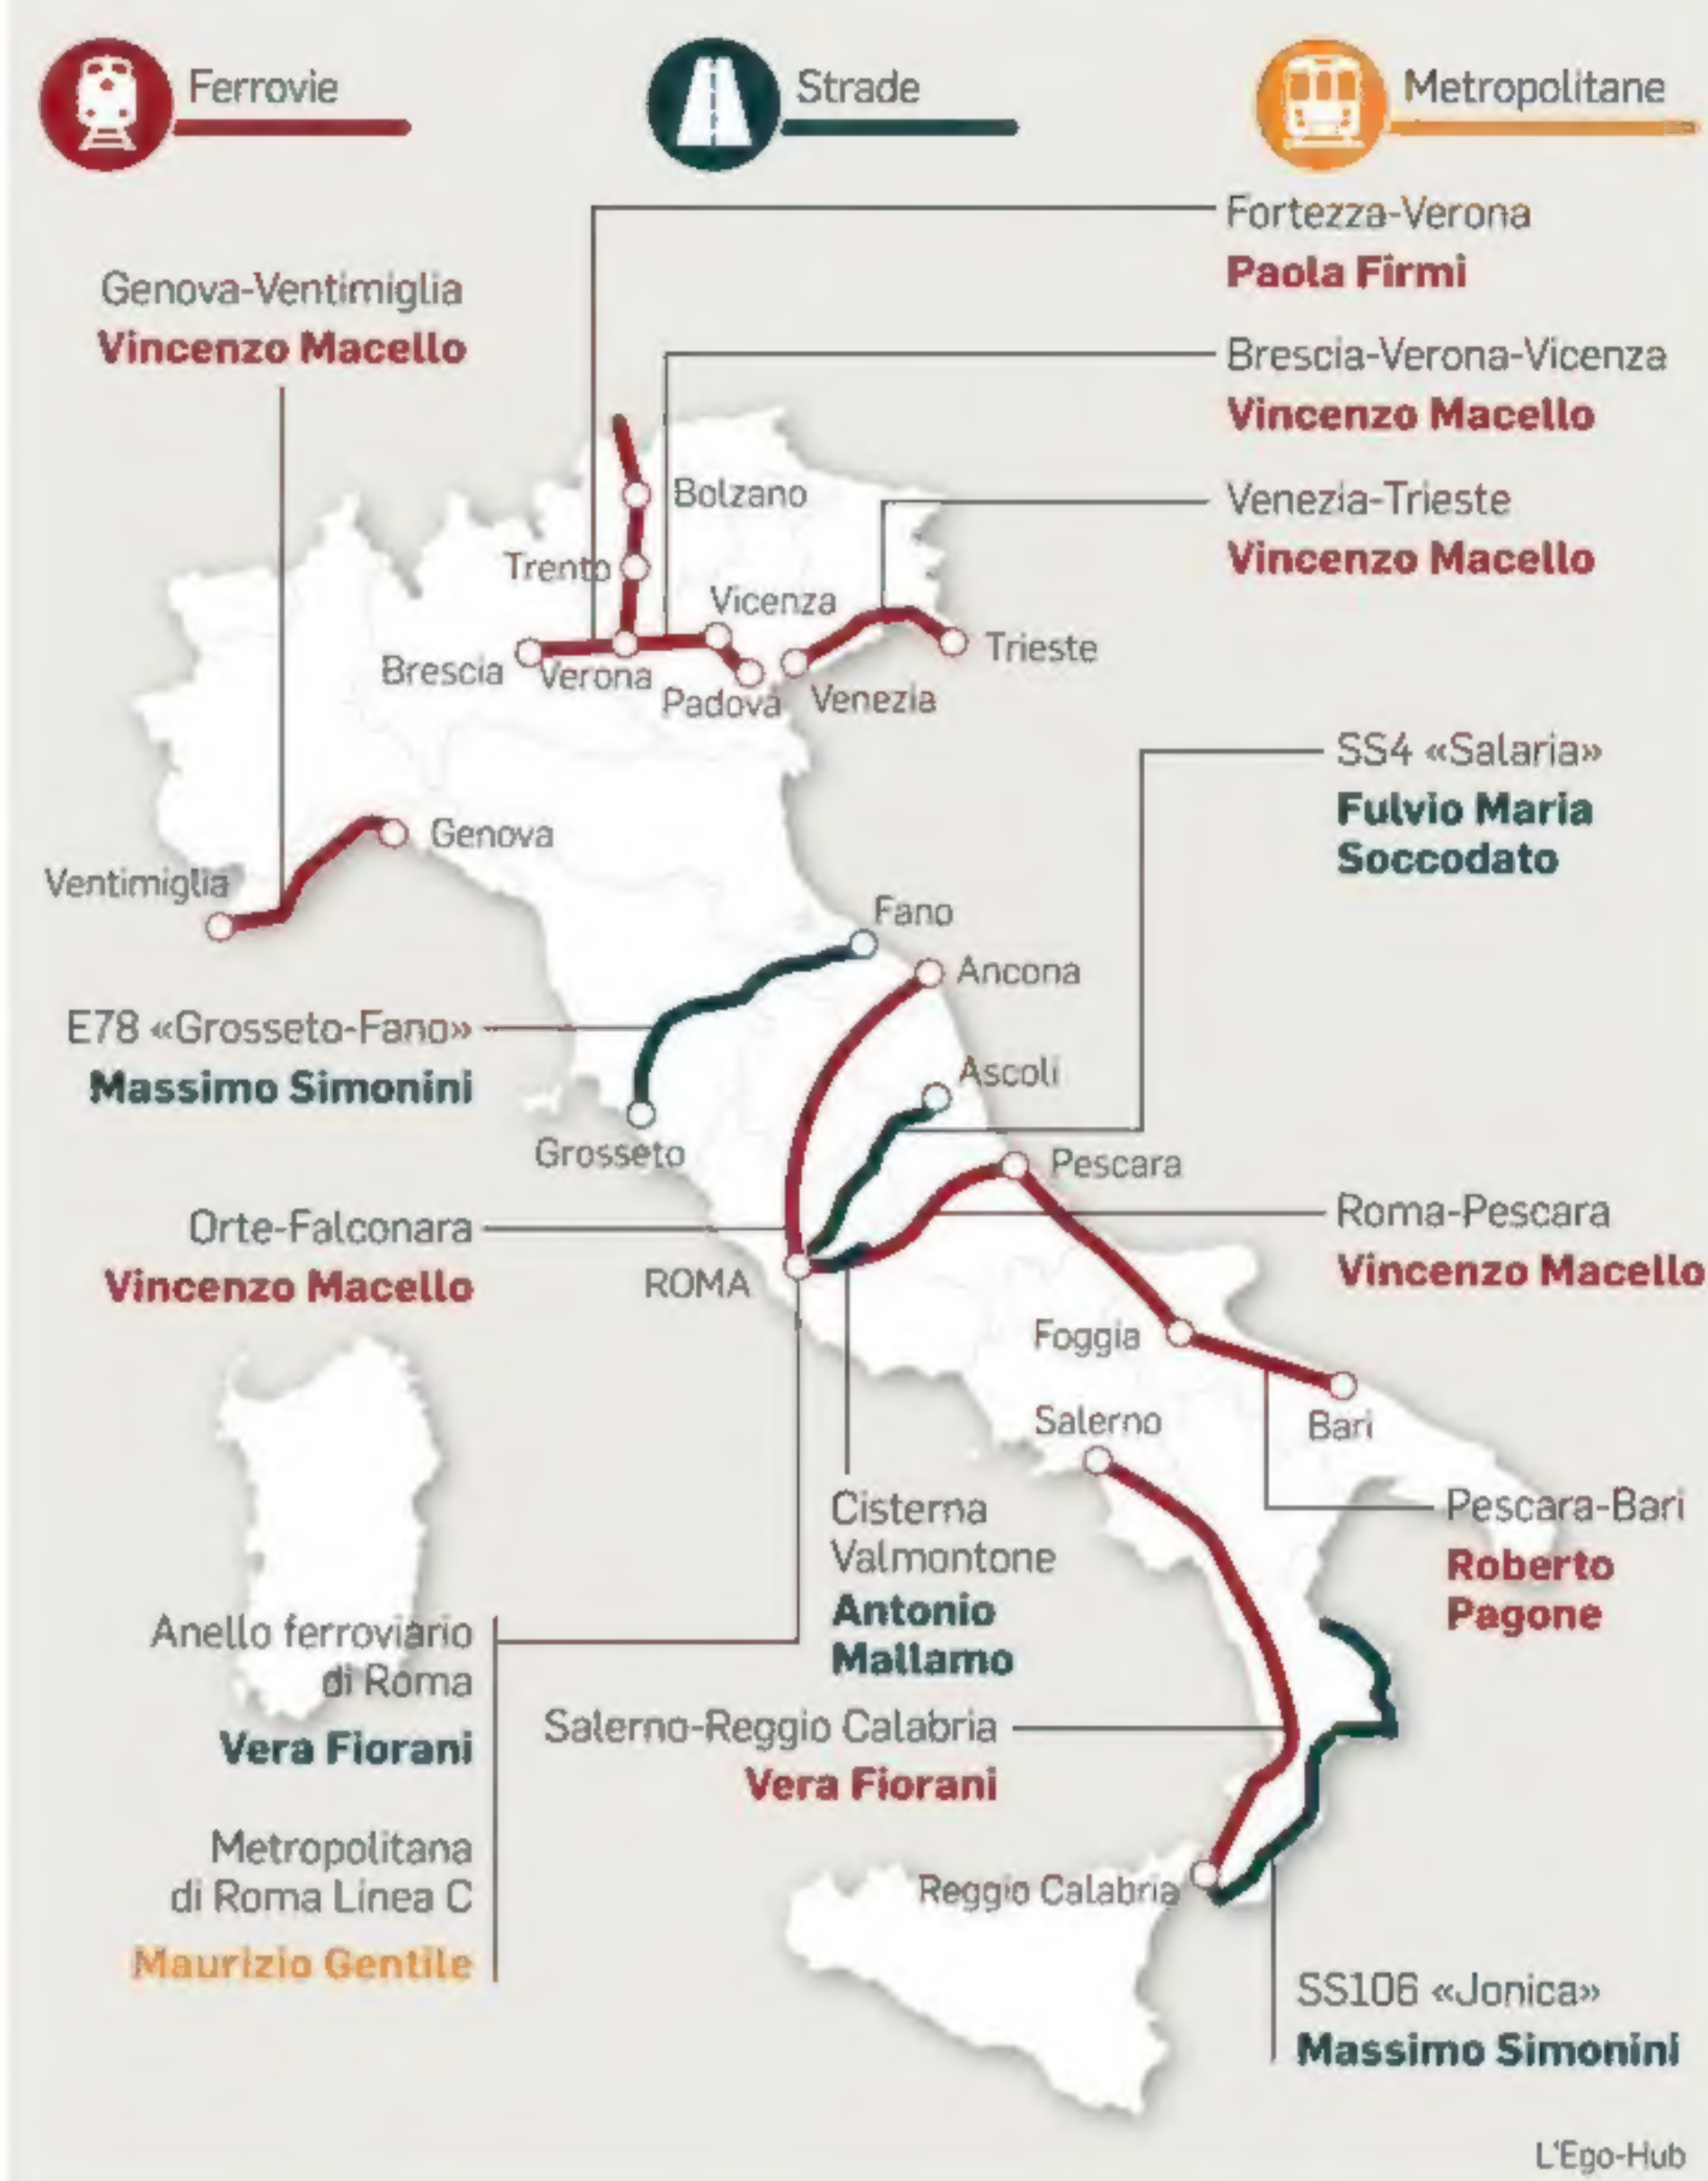 Ferrovie
Strade
Metropolitane
Fortezza-Verona
Paola Firmi
Genova-Ventimiglia
Vincenzo Macello
Brescia-Verona-Vicenza
Vincenzo Macello
Venezia-Trieste
Vincenzo Macello
Bolzano
Trento
Vicenza
Brescia
Verona
Padova
Venezia
Trieste
SS4 «Salaria»
Fulvio Maria
Soccodato
Genova
Ventimiglia
Fano
Ancona
E78 «Grosseto-Fano»
Massimo Simonini
Ascoli
Grosseto
Pescara
Orte-Falconara
Vincenzo Macello
ROMA
Roma-Pescara
Vincenzo Macello
Foggia
Bari
Salerno
Cisterna
Valmontone
Antonio
Mallamo
Pescara-Bari
Roberto
Pagone
Anello ferroviario
di Roma
Vera Fiorani
Salerno-Reggio Calabria
Vera Fiorani
Metropolitana
di Roma Linea C
Maurizio Gentile
Reggio Calabria
SS106 «Jonica»
Massimo Simonini
L'Ego-Hub